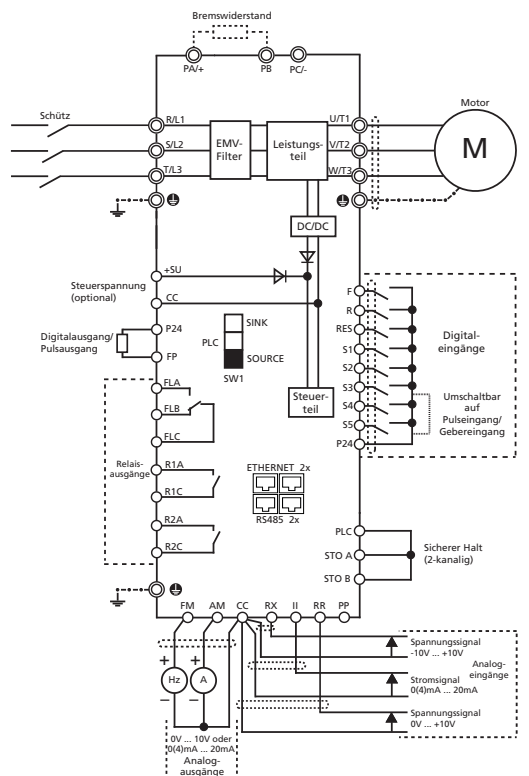 Bremswiderstand
PA/+
PB
PC/-
Schütz
R/L1
S/L2
T/L3
EMV-
Filter
Leistungs-
teil
U/T1
V/T2
W/T3
Motor
M
DC/DC
Steuerspannung
(optional)
+SU
CC
Digitalausgang/
Pulsausgang
P24
FP
PLC
SINK
SOURCE
SW1
Steuer-
teil
F
R
RES
S1
S2
S3
S4
S5
P24
Digital-
eingänge
Umschaltbar
auf
Pulseingang/
Gebereingang
Relais-
ausgänge
FLA
FLB
FLC
R1A
R1C
R2A
R2C
ETHERNET 2x
RS485 2x
PLC
STO A
STO B
Sicherer Halt
(2-kanalig)
FM
AM
CC
RX
II
RR
PP
+
Hz
–
+
A
–
0V ... 10V oder
0(4)mA ... 20mA
Analog-
ausgänge
Spannungssignal
-10V ... +10V
Stromsignal
0(4)mA ... 20mA
Spannungssignal
0V ... +10V
Analog-
eingänge